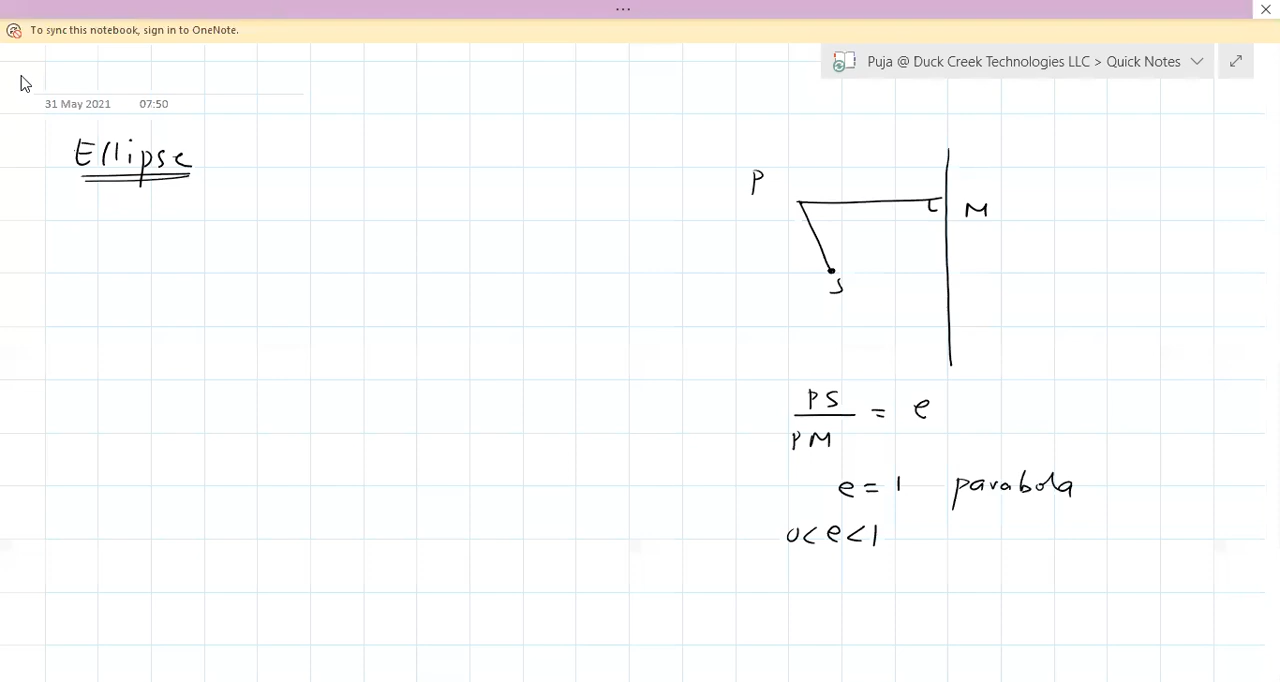 ...
To sync this notebook, sign in to OneNote.
Puja @ Duck Creek Technologies LLC > Quick Notes
31 May 2021 07:50
Ellipse
P
M
S
PS
PM
= e
e = 1 parabola
0 < e < 1